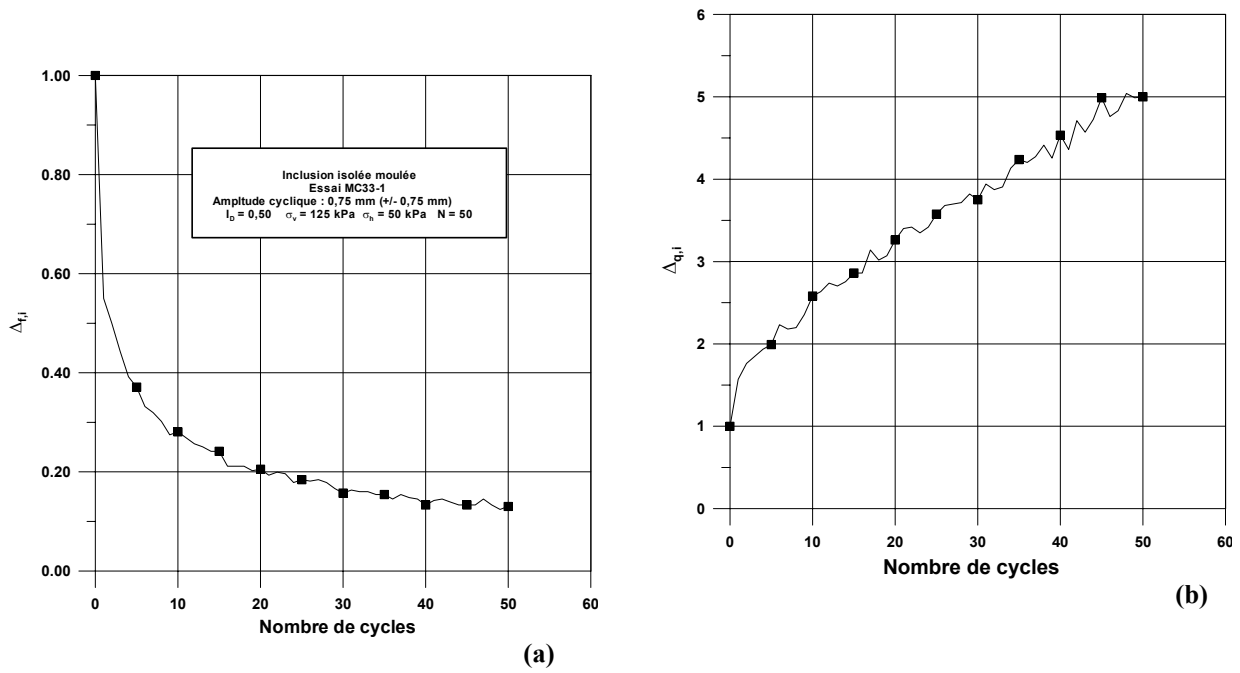 1.00
0.80
0.60
0.40
0.20
0.00
Δf,i
Inclusion isolée moulée
Essai MC33-1
Ampltude cyclique : 0,75 mm (+/- 0,75 mm)
ID = 0,50 σv = 125 kPa σh = 50 kPa N = 50
0 10 20 30 40 50 60
Nombre de cycles
(a)
6
5
4
3
2
1
0
Δq,i
0 10 20 30 40 50 60
Nombre de cycles
(b)